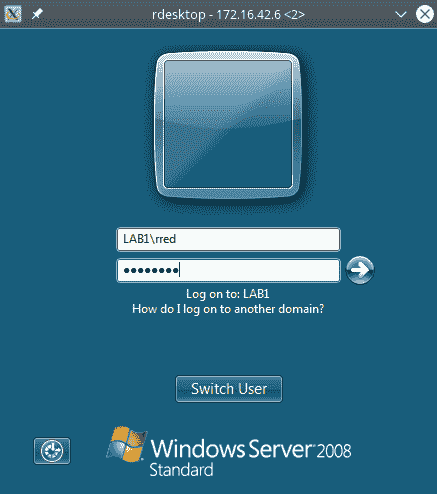 rdesktop - 172.16.42.6 <2>
LAB1\rred
●●●●●●●●
Log on to: LAB1
How do I log on to another domain?
Switch User
Windows Server 2008
Standard